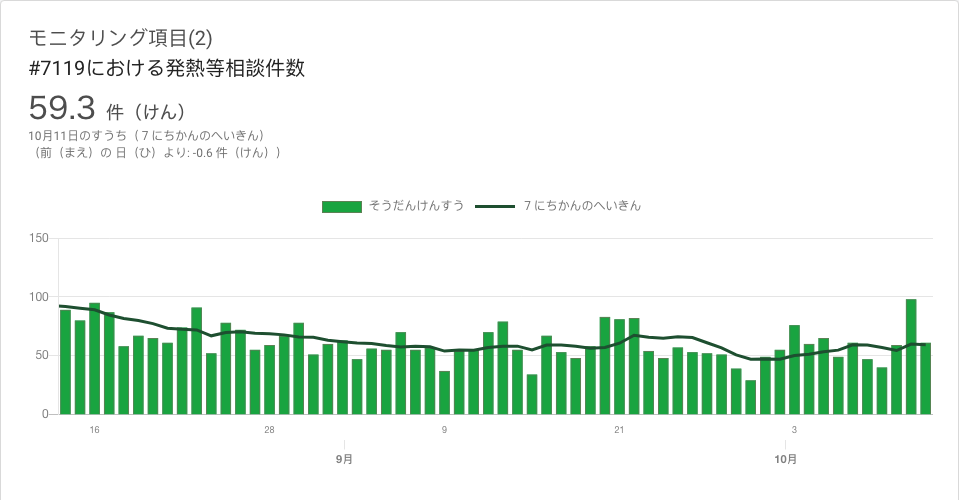 モニタリング項目(2)
#7119における発熱等相談件数
59.3 件（けん）
10月11日のすうち（７にちかんのへいきん）
（前（まえ）の 日（ひ）より: -0.6 件（けん））
そうだんけんすう ７にちかんのへいきん
150
100
50
0
16 28 9 21 3
9月 10月